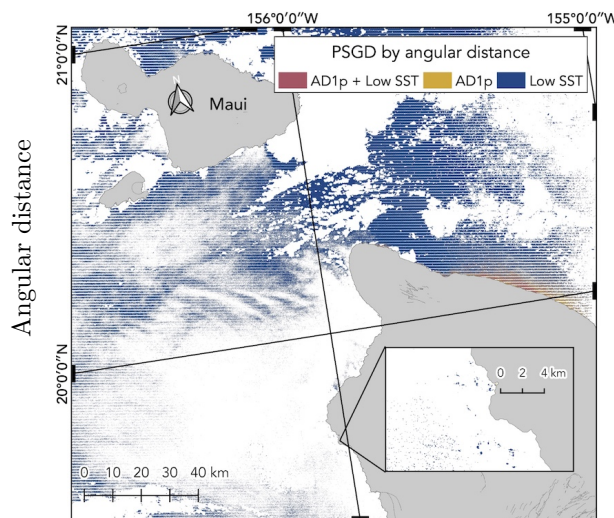 156°0'0"W 155°0'0"W
PSGD by angular distance
AD1p + Low SST AD1p Low SST
21°0'0"N
N
Maui
Angular distance
20°0'0"N
0 2 4 km
0 10 20 30 40 km